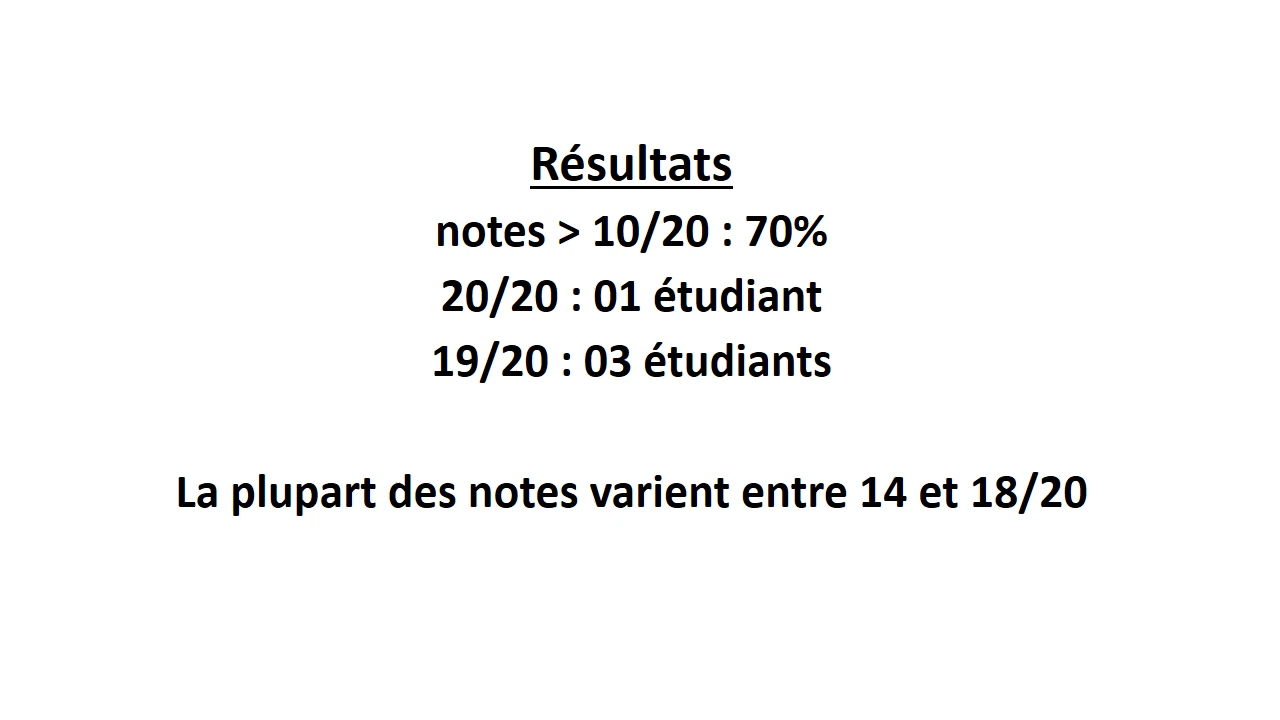 Résultats
notes > 10/20 : 70%
20/20 : 01 étudiant
19/20 : 03 étudiants
La plupart des notes varient entre 14 et 18/20